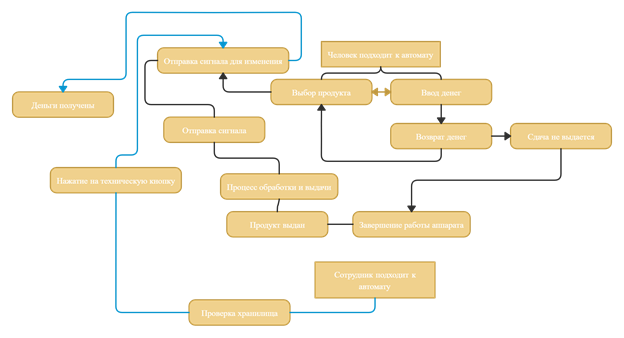 Человек подходит к автомату
Отправка сигнала для изменения
Выбор продукта
Ввод денег
Деньги получены
Отправка сигнала
Возврат денег
Сдача не выдается
Нажатие на техническую кнопку
Процесс обработки и выдачи
Продукт выдан
Завершение работы аппарата
Сотрудник подходит к
автомату
Проверка хранилища